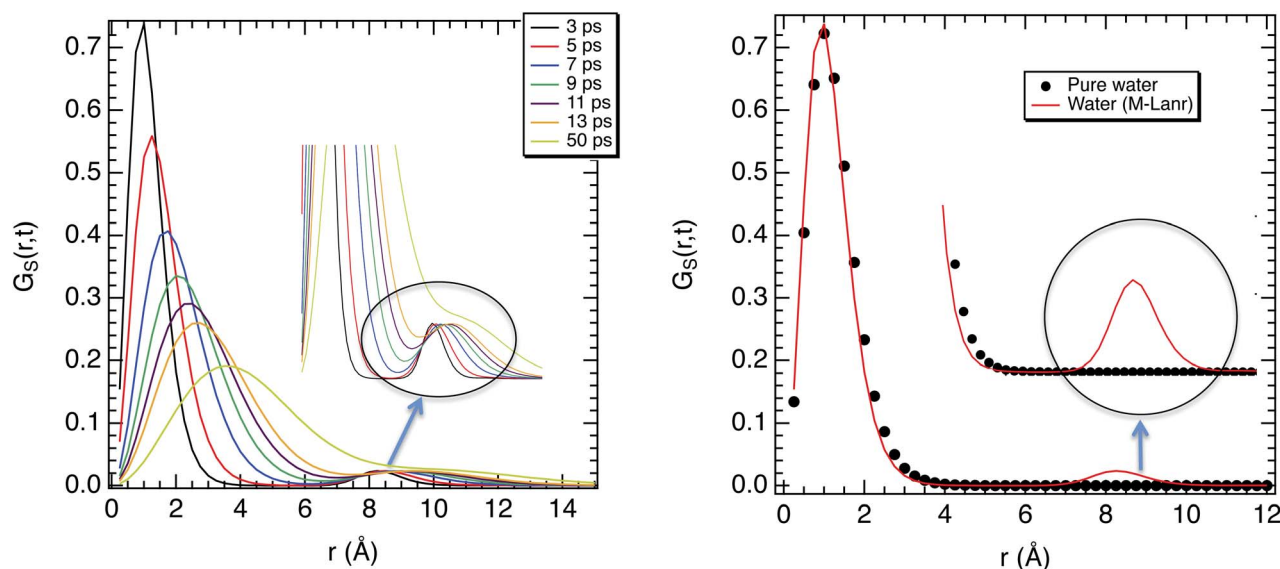 3 ps
5 ps
7 ps
9 ps
11 ps
13 ps
50 ps
0.7
0.6
0.5
0.4
0.3
0.2
0.1
0.0
G_S(r,t)
0 2 4 6 8 10 12 14
r (Å)
Pure water
Water (M-Lanr)
0.7
0.6
0.5
0.4
0.3
0.2
0.1
0.0
G_S(r,t)
0 2 4 6 8 10 12
r (Å)